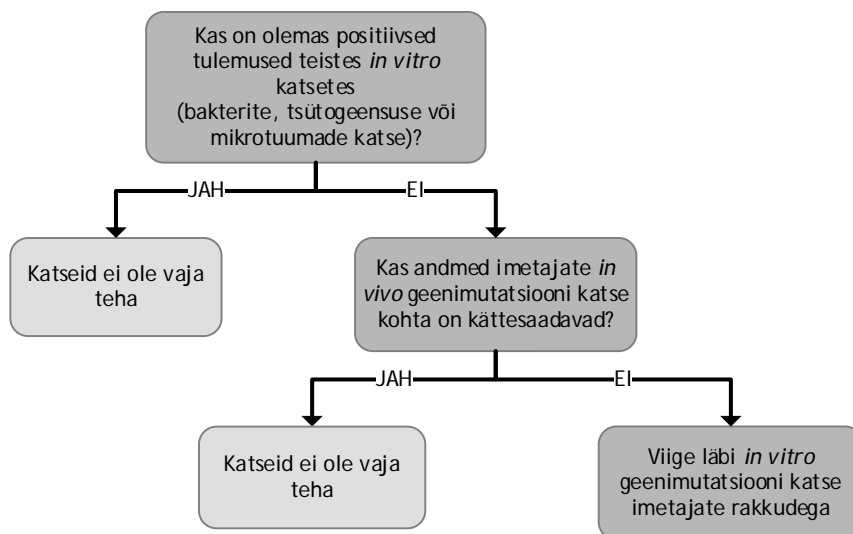 Kas on olemas positiivsed
tulemused teistes in vitro
katsetes
(bakterite, tsütogeensuse või
mikrotuumade katse)?
JAH
EI
Katseid ei ole vaja
teha
Kas andmed imetajate in
vivo geenimutatsiooni katse
kohta on kättesaadavad?
JAH
EI
Katseid ei ole vaja
teha
Viige läbi in vitro
geenimutatsiooni katse
imetajate rakkudega